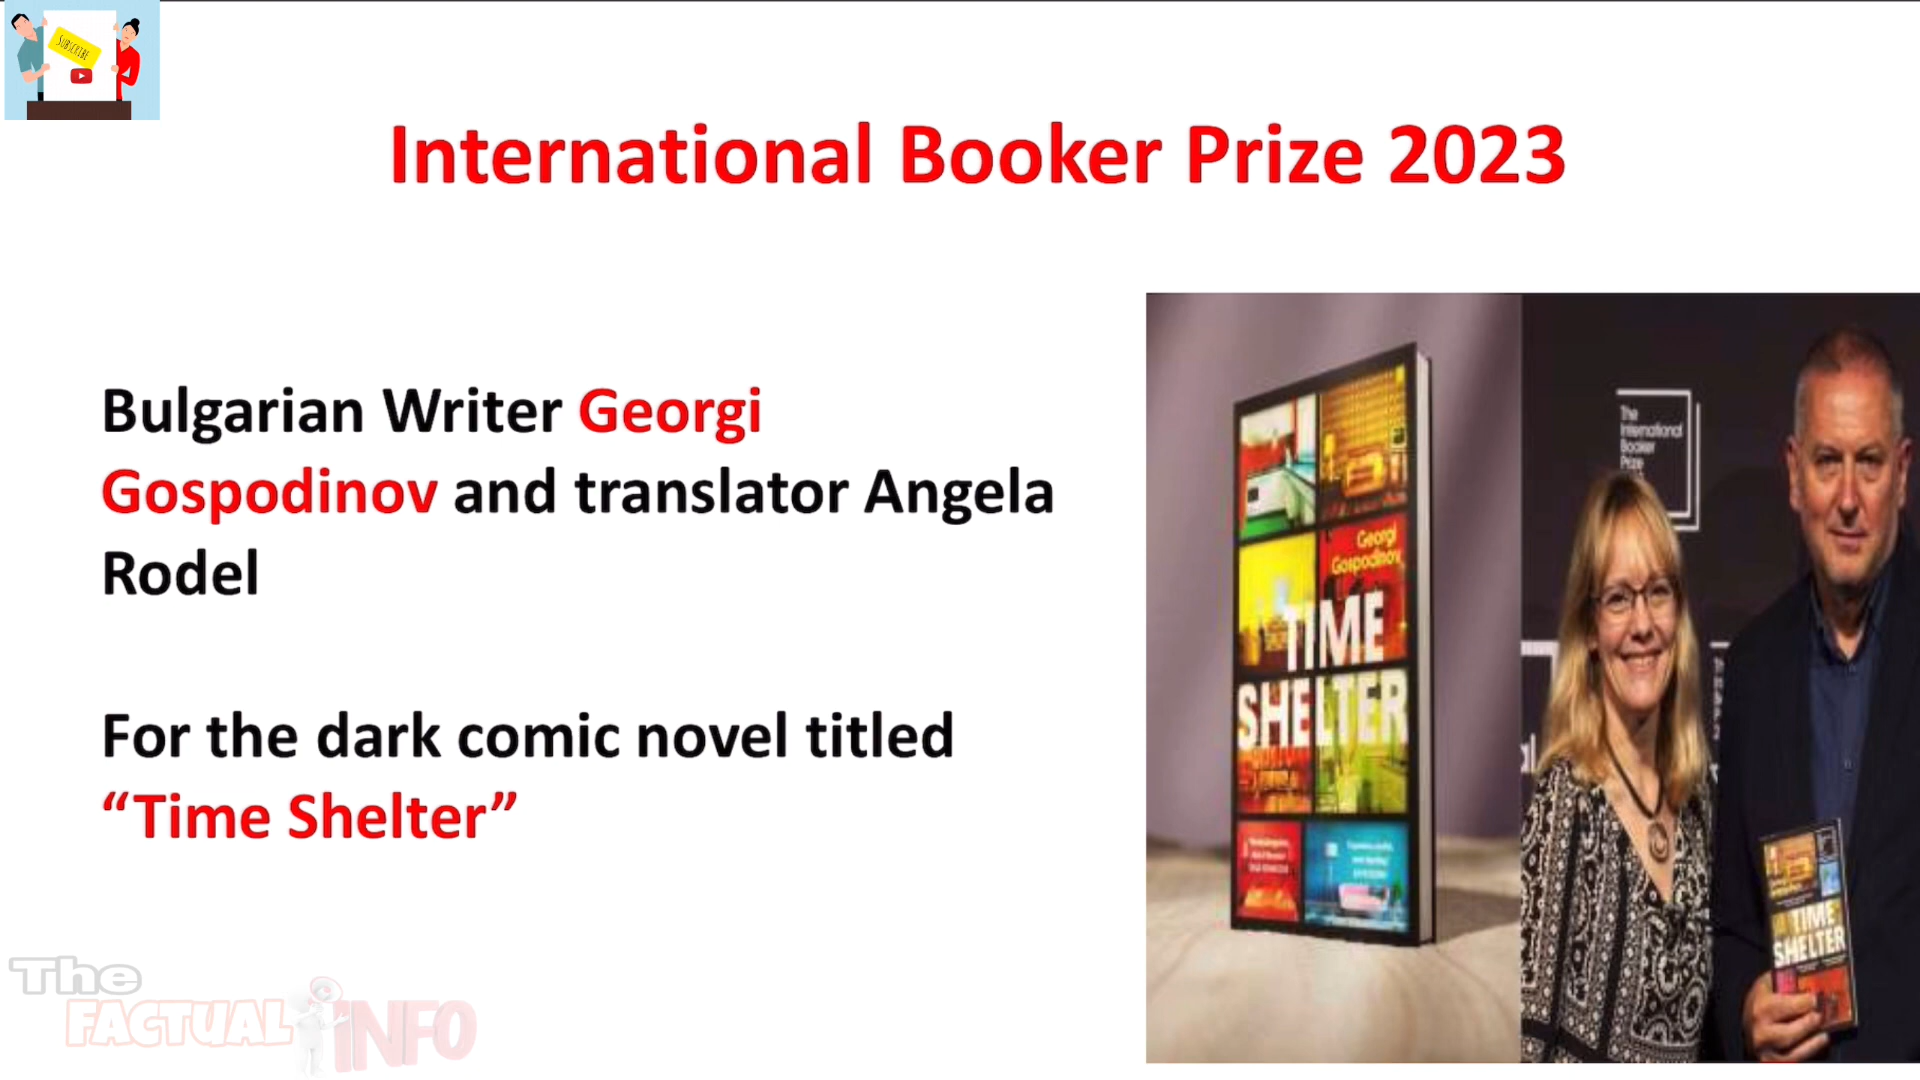 SUBSCRIBE
International Booker Prize 2023
Bulgarian Writer Georgi
Gospodinov and translator Angela
Rodel
For the dark comic novel titled
“Time Shelter”
Georgi
Gospodinov
TIME
SHELTER
The
International
Booker
Prize
TIME
SHELTER
The
FACTUAL INFO